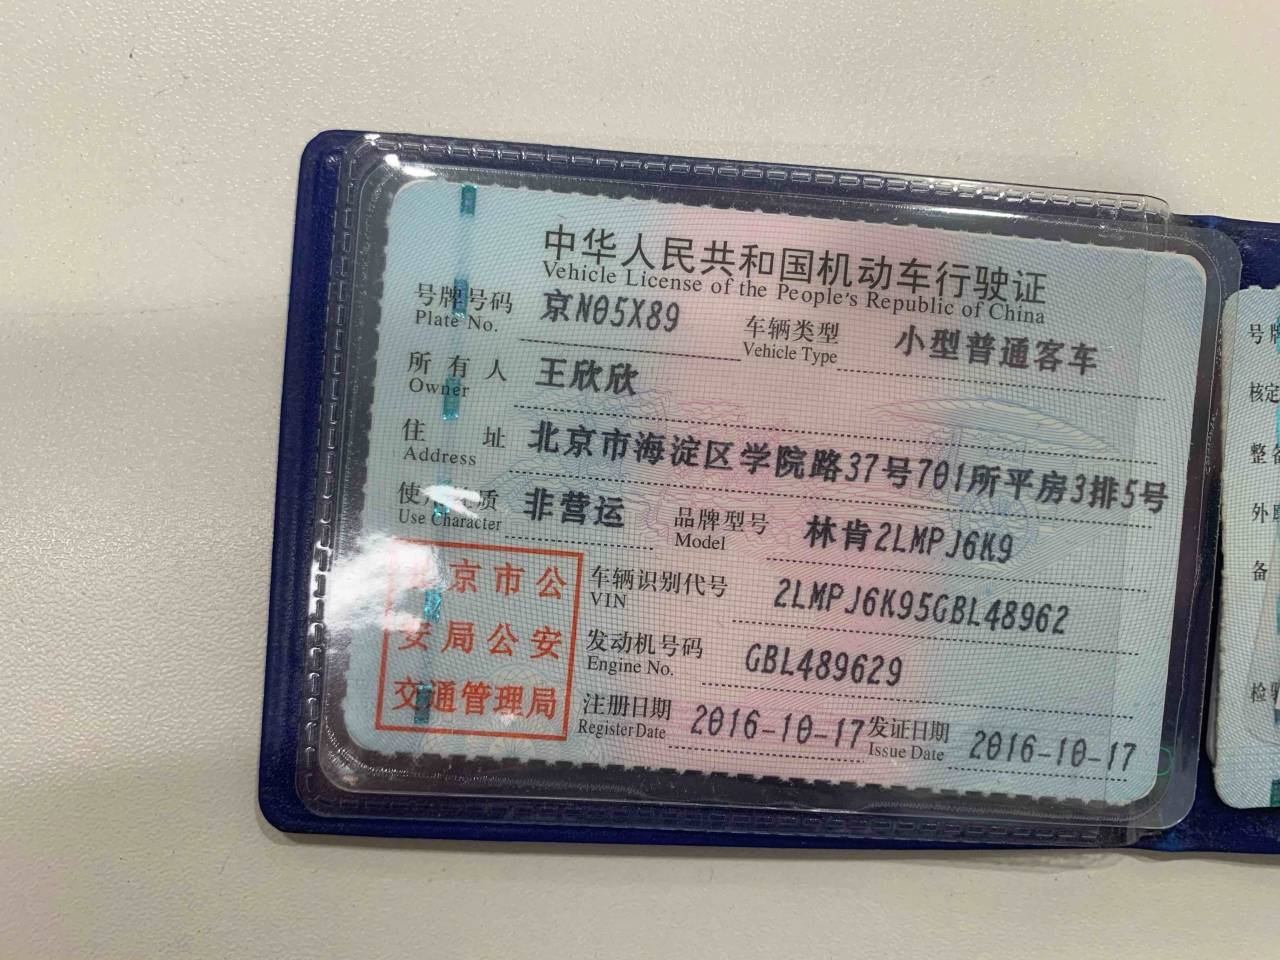 中华人民共和国机动车行驶证
Vehicle License of the People's Republic of China
号牌号码 京N05X89 车辆类型 小型普通客车
Plate No. Vehicle Type
所有人 王欣欣
Owner
住址 北京市海淀区学院路37号701所平房3排5号
Address
使 质 非营运 品牌型号 林肯2LMPJ6K9
Use Character Model
京市公
安局公安
交通管理局
车辆识别代号 2LMPJ6K95GBL48962
VIN
发动机号码 GBL489629
Engine No.
注册日期 2016-10-17 发证日期 2016-10-17
Register Date Issue Date
号牌
核定
整备
外
备
检验